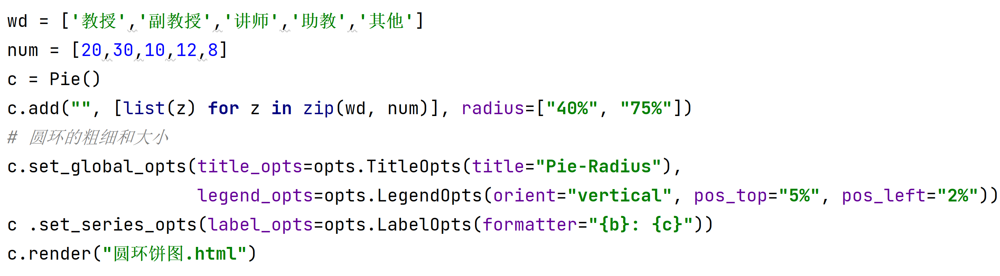 wd = ['教授','副教授','讲师','助教','其他']
num = [20,30,10,12,8]
c = Pie()
c.add("", [list(z) for z in zip(wd, num)], radius=["40%", "75%"])
# 圆环的粗细和大小
c.set_global_opts(title_opts=opts.TitleOpts(title="Pie-Radius"),
                  legend_opts=opts.LegendOpts(orient="vertical", pos_top="5%", pos_left="2%"))
c .set_series_opts(label_opts=opts.LabelOpts(formatter="{b}: {c}"))
c.render("圆环饼图.html")